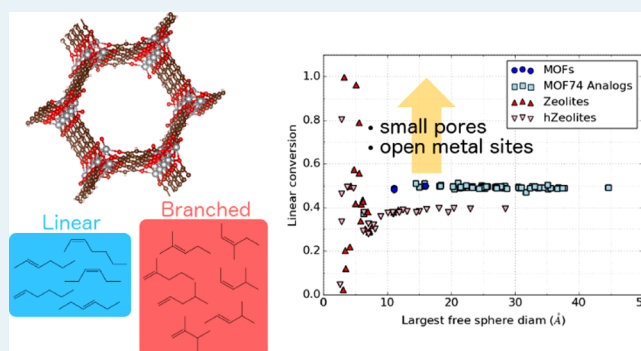 Linear
Branched
Linear conversion
1.0
0.8
0.6
0.4
0.2
0.0
• small pores
• open metal sites
MOFs
MOF74 Analogs
Zeolites
hZeolites
0
10
20
30
40
50
Largest free sphere diam (Å)